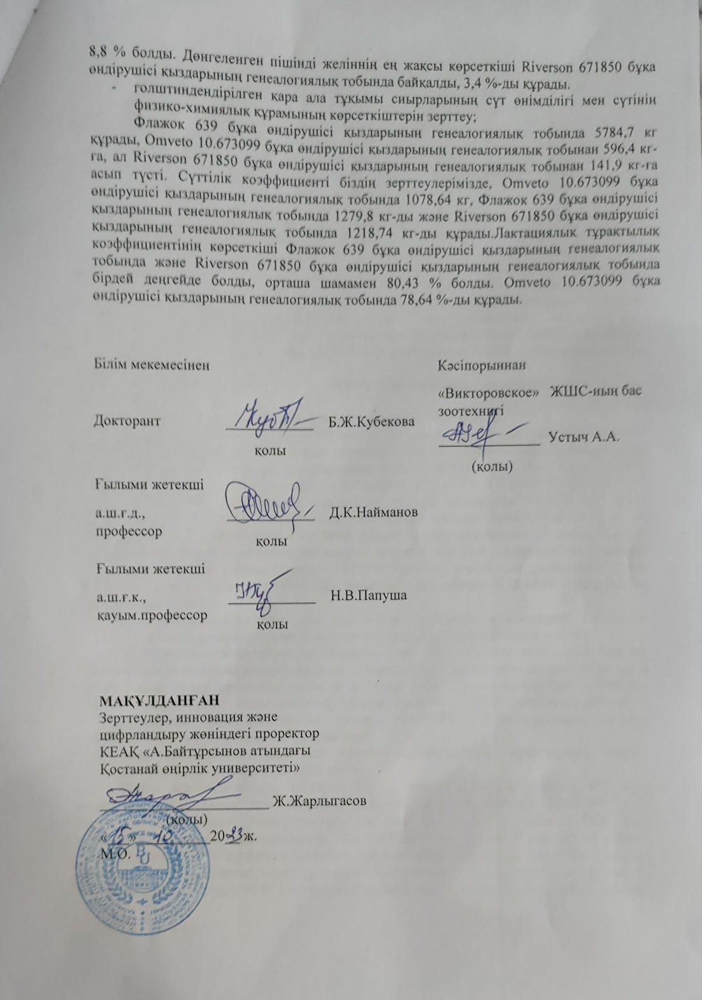 8,8 % болды. Дөнгеленген пішінді желіннің ең жақсы көрсеткіші Riverson 671850 бұқа
өндірушісі қыздарының генеалогиялық тобында байқалды, 3,4 %-ды құрады.
- голштиндендірілген қара ала тұқымы сиырларының сүт өнімділігі мен сүтінің
физико-химиялық құрамының көрсеткіштерін зерттеу;
Флажок 639 бұқа өндірушісі қыздарының генеалогиялық тобында 5784,7 кг
құрады, Omveto 10.673099 бұқа өндірушісі қыздарының генеалогиялық тобынан 596,4 кг-
ға, ал Riverson 671850 бұқа өндірушісі қыздарының генеалогиялық тобынан 141,9 кг-ға
асып түсті. Сүттілік коэффициенті біздің зерттеулерімізде, Omveto 10.673099 бұқа
өндірушісі қыздарының генеалогиялық тобында 1078,64 кг, Флажок 639 бұқа өндірушісі
қыздарының генеалогиялық тобында 1279,8 кг-ды және Riverson 671850 бұқа өндірушісі
қыздарының генеалогиялық тобында 1218,74 кг-ды құрады.Лактациялық тұрақтылық
коэффициентінің көрсеткіші Флажок 639 бұқа өндірушісі қыздарының генеалогиялық
тобында және Riverson 671850 бұқа өндірушісі қыздарының генеалогиялық тобында
бірдей деңгейде болды, орташа шамамен 80,43 % болды. Omveto 10.673099 бұқа
өндірушісі қыздарының генеалогиялық тобында 78,64 %-ды құрады.
Білім мекемесінен
Кәсіпорыннан
«Викторовское» ЖШС-ның бас
зоотехнигі
Докторант Б.Ж.Кубекова
қолы
Устыч А.А.
(қолы)
Ғылыми жетекші
а.ш.ғ.д., Д.К.Найманов
профессор
қолы
Ғылыми жетекші
а.ш.ғ.к., Н.В.Папуша
қауым.профессор
қолы
МАҚҰЛДАНҒАН
Зерттеулер, инновация және
цифрландыру жөніндегі проректор
КЕАҚ «А.Байтұрсынов атындағы
Қостанай өңірлік университеті»
Ж.Жарлыгасов
(қолы)
«15» 10 2023ж.
М.О.
BU